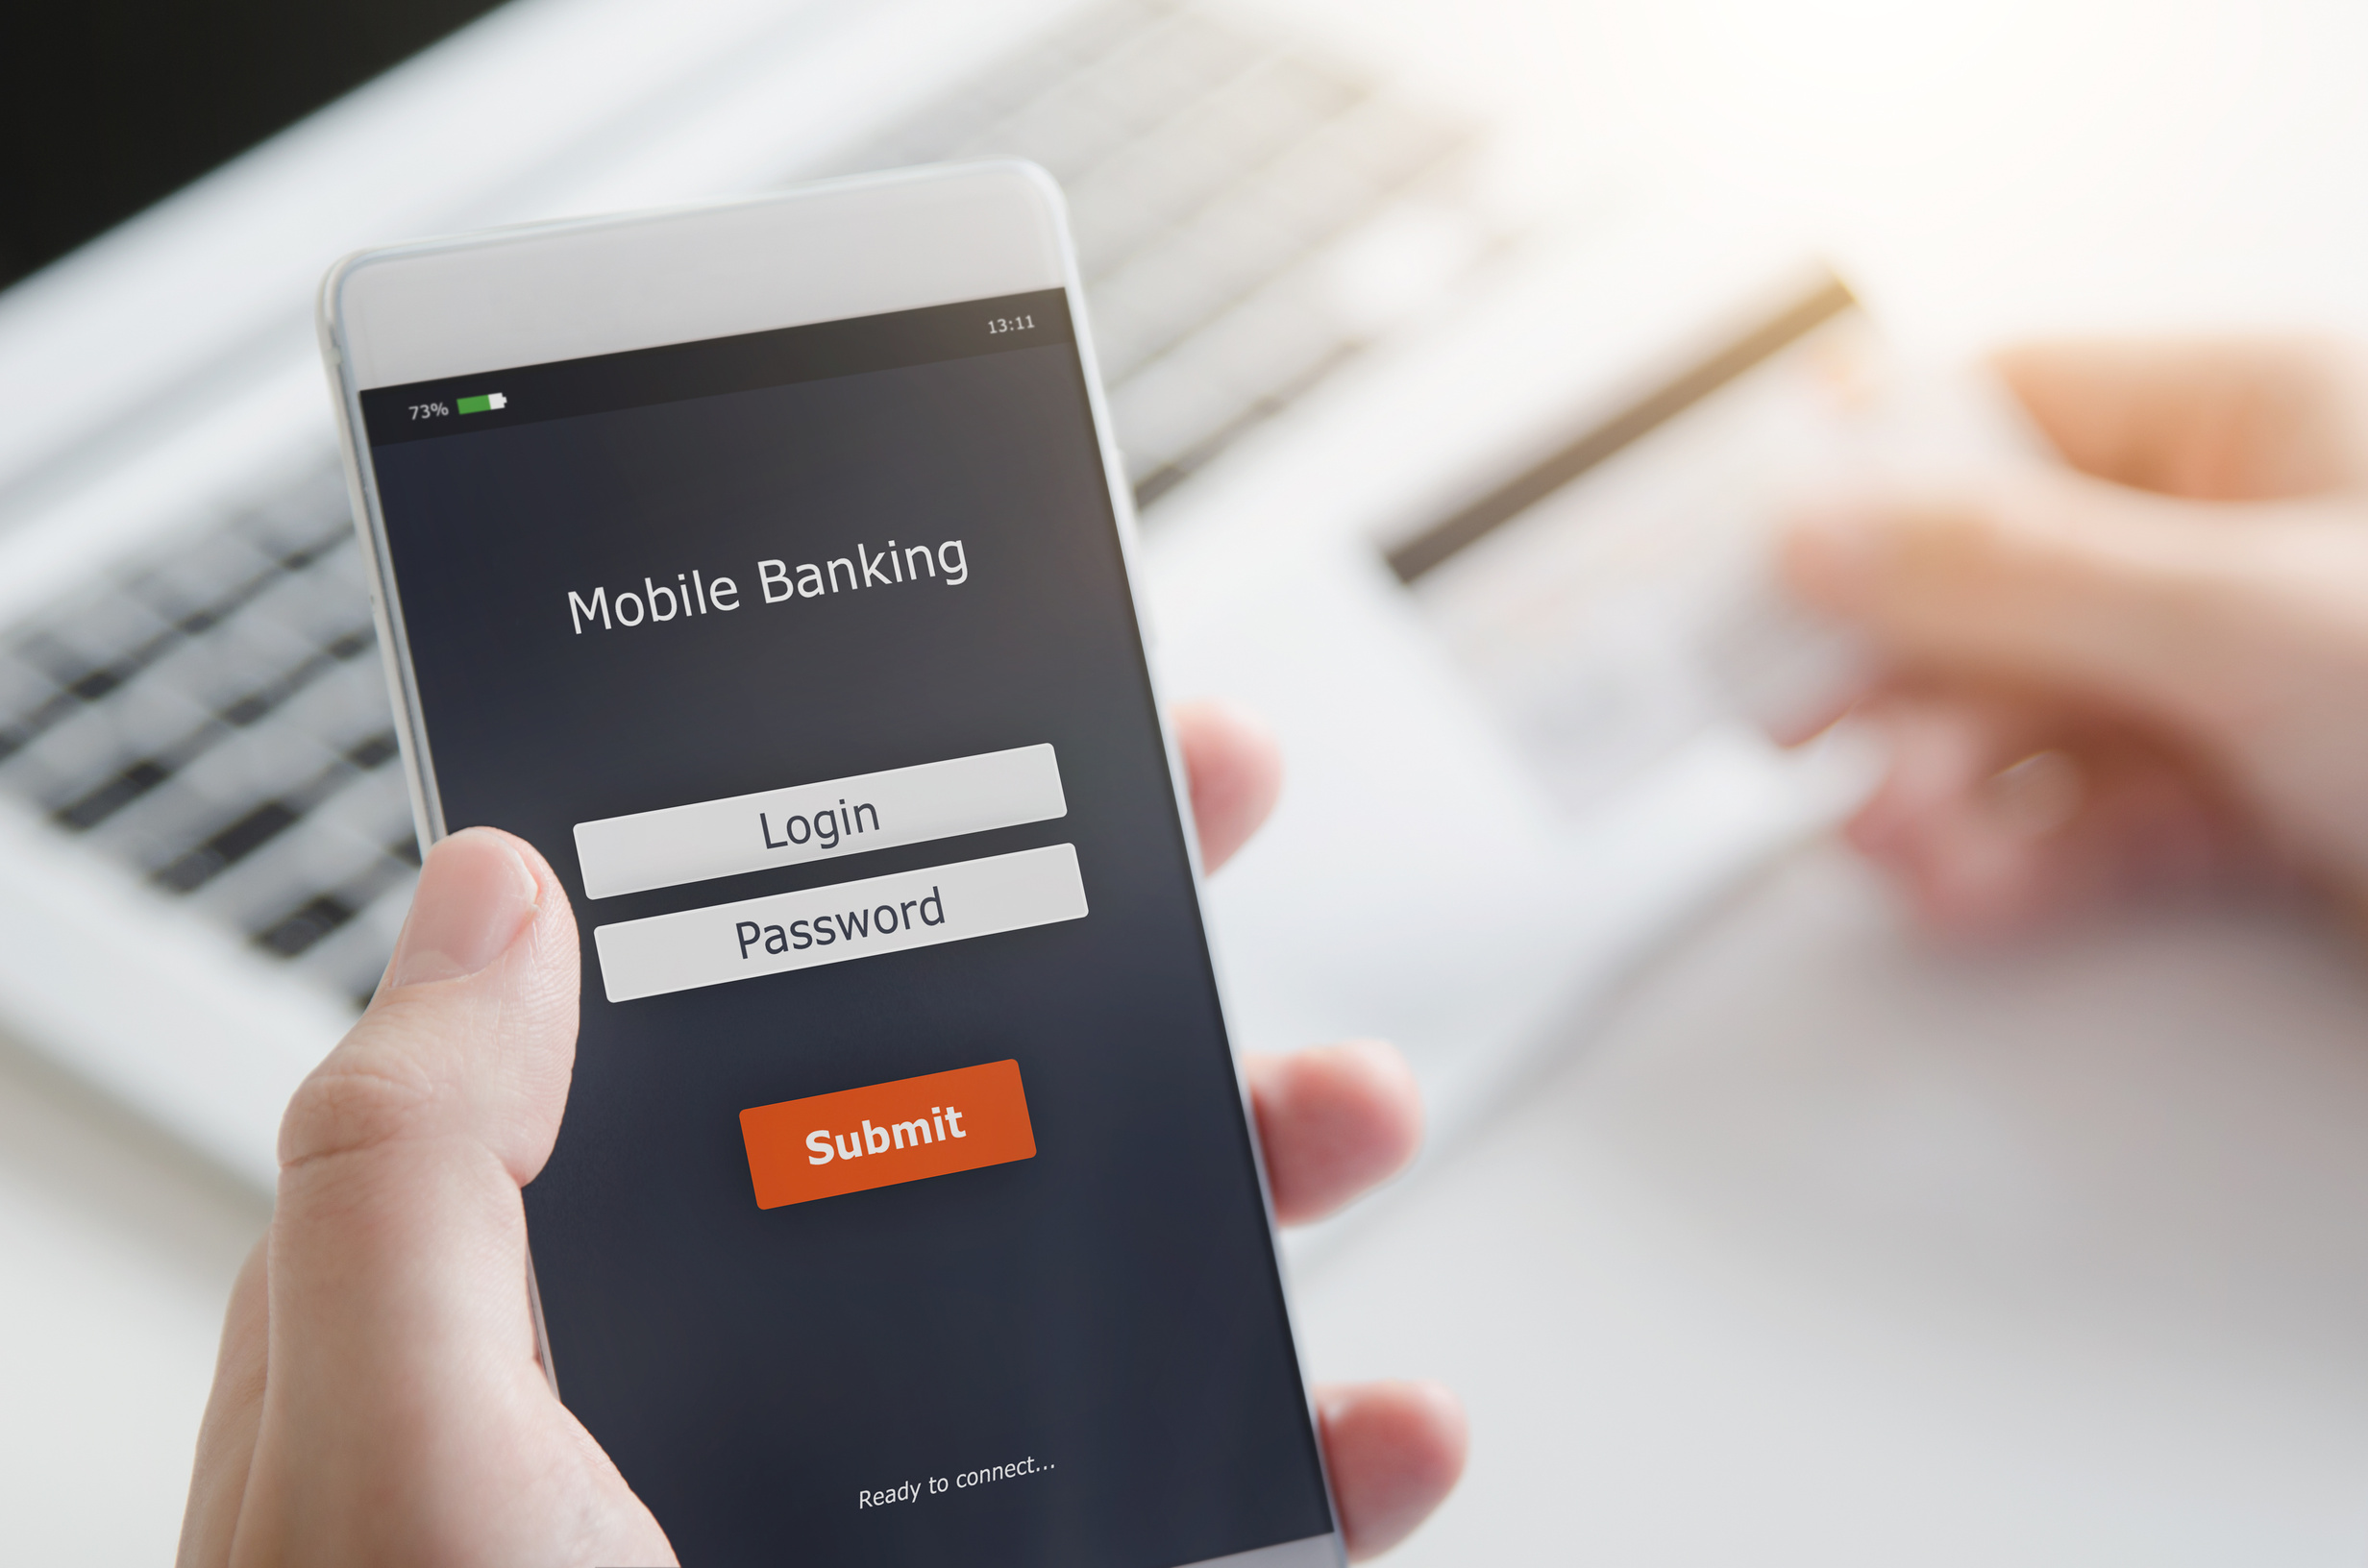 73%
13:11
Mobile Banking
Login
Password
Submit
Ready to connect...